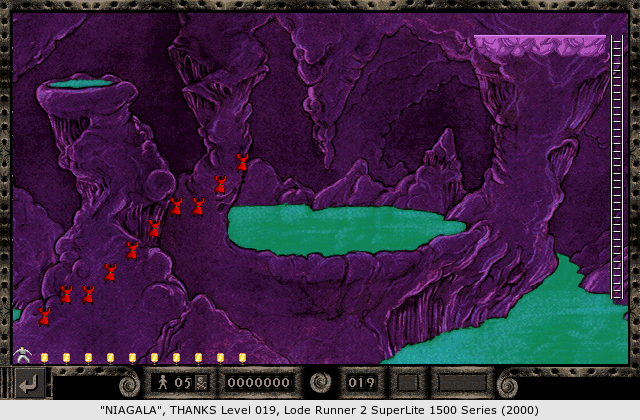 05 0000000 019
"NIAGALA", THANKS Level 019, Lode Runner 2 SuperLite 1500 Series (2000)